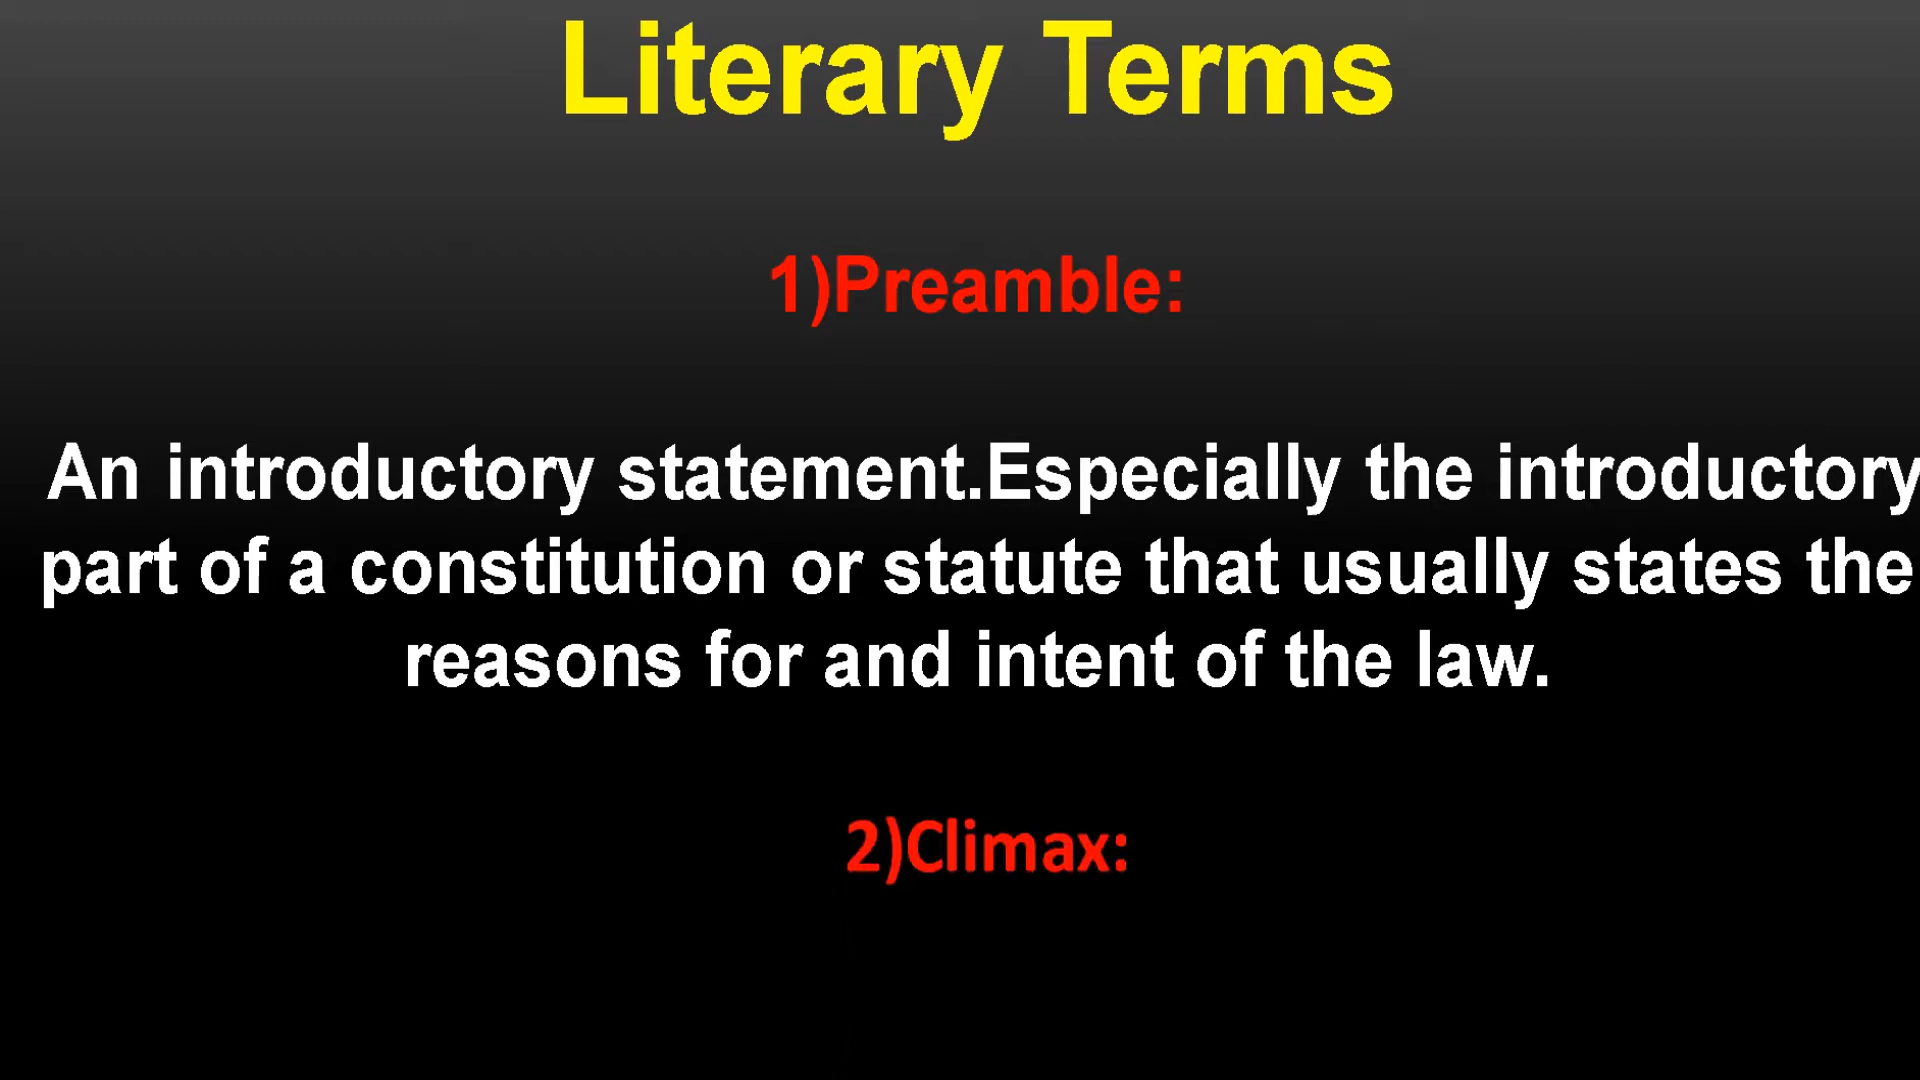 Literary Terms
1)Preamble:
An introductory statement.Especially the introductory
part of a constitution or statute that usually states the
reasons for and intent of the law.
2)Climax: